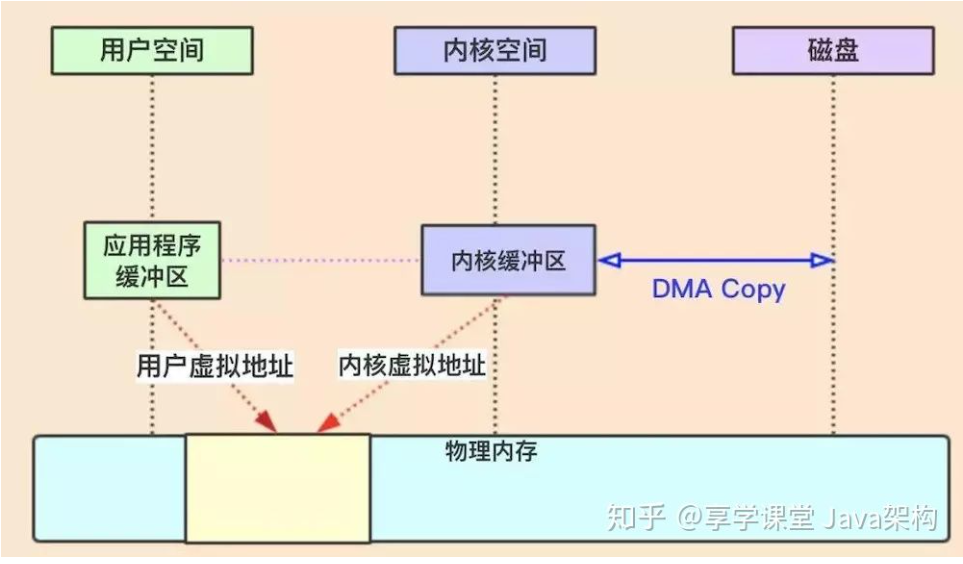 用户空间
内核空间
磁盘
应用程序
缓冲区
内核缓冲区
DMA Copy
用户虚拟地址
内核虚拟地址
物理内存
知乎 @享学课堂 Java架构